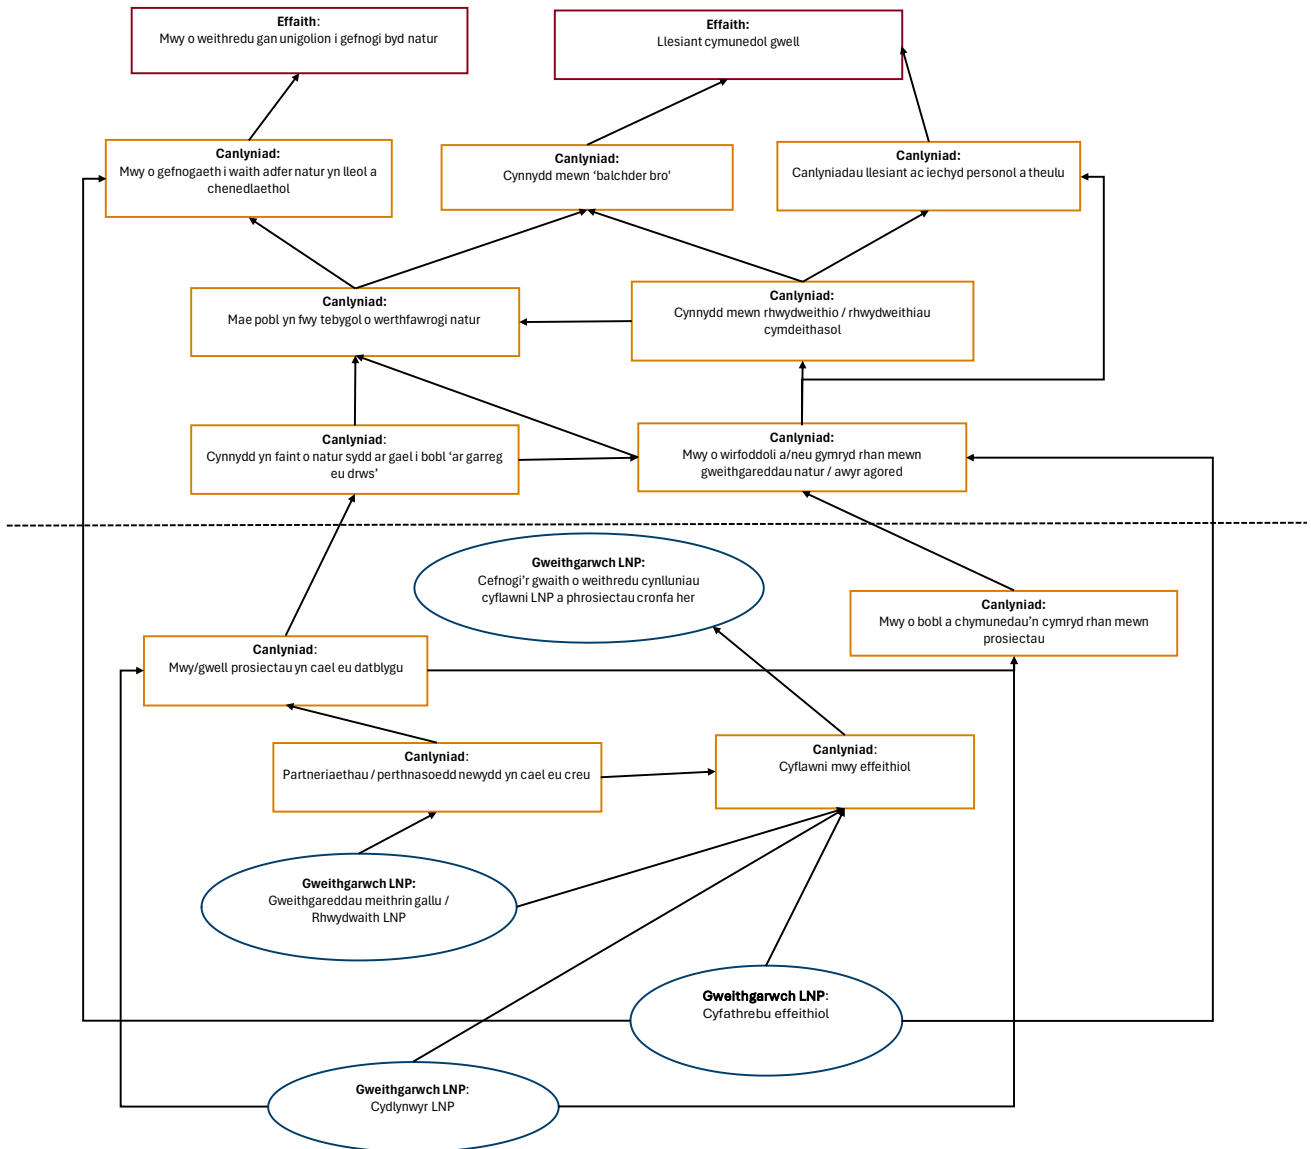 Effaith:
Mwy o weithredu gan unigolion i gefnogi byd natur
Effaith:
Llesiant cymunedol gwell
Canlyniad:
Mwy o gefnogaeth i waith adfer natur yn lleol a
chenedlaethol
Canlyniad:
Cynnydd mewn ‘balchder bro’
Canlyniad:
Canlyniadau llesiant ac iechyd personol a theulu
Canlyniad:
Mae pobl yn fwy tebygol o werthfawrogi natur
Canlyniad:
Cynnydd mewn rhwydweithio / rhwydweithiau
cymdeithasol
Canlyniad:
Cynnydd yn faint o natur sydd ar gael i bobl ‘ar garreg
eu drws’
Canlyniad:
Mwy o wirfoddoli a/neu gymryd rhan mewn
gweithgareddau natur / awyr agored
Gweithgarwch LNP:
Cefnogi’r gwaith o weithredu cynlluniau
cyflawni LNP a phrosiectau cronfa her
Canlyniad:
Mwy o bobl a chymunedau’n cymryd rhan mewn
prosiectau
Canlyniad:
Mwy/gwell prosiectau yn cael eu datblygu
Canlyniad:
Partneriaethau / perthnasoedd newydd yn cael eu creu
Canlyniad:
Cyflawni mwy effeithiol
Gweithgarwch LNP:
Gweithgareddau meithrin gallu /
Rhwydwaith LNP
Gweithgarwch LNP:
Cyfathrebu effeithiol
Gweithgarwch LNP:
Cydlynwyr LNP